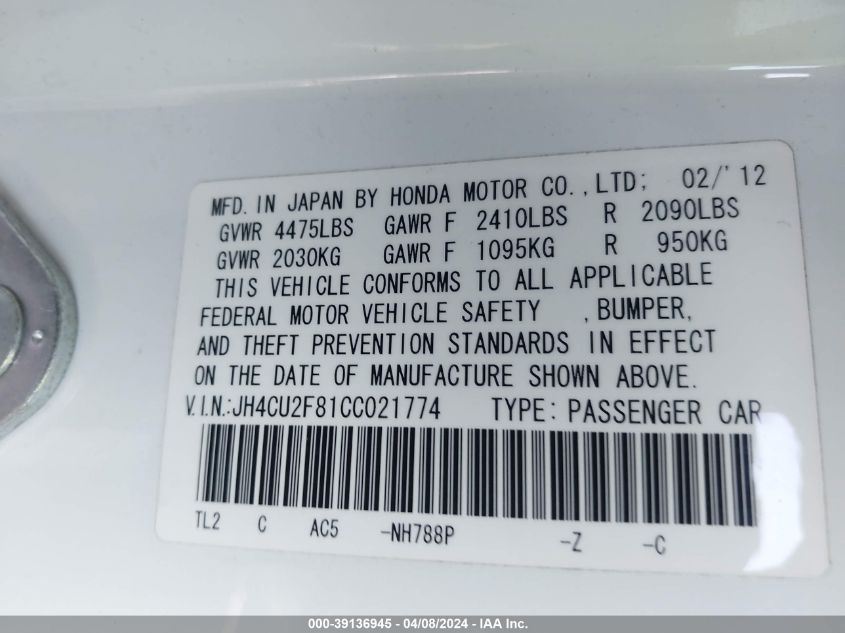 MFD. IN JAPAN BY HONDA MOTOR CO., LTD; 02/'12
GVWR 4475LBS GAWR F 2410LBS R 2090LBS
GVWR 2030KG GAWR F 1095KG R 950KG
THIS VEHICLE CONFORMS TO ALL APPLICABLE
FEDERAL MOTOR VEHICLE SAFETY , BUMPER,
AND THEFT PREVENTION STANDARDS IN EFFECT
ON THE DATE OF MANUFACTURE SHOWN ABOVE.
V.I.N.:JH4CU2F81CC021774 TYPE: PASSENGER CAR
TL2 C AC5 -NH788P -Z -C
000-39136945 - 04/08/2024 - IAA Inc.